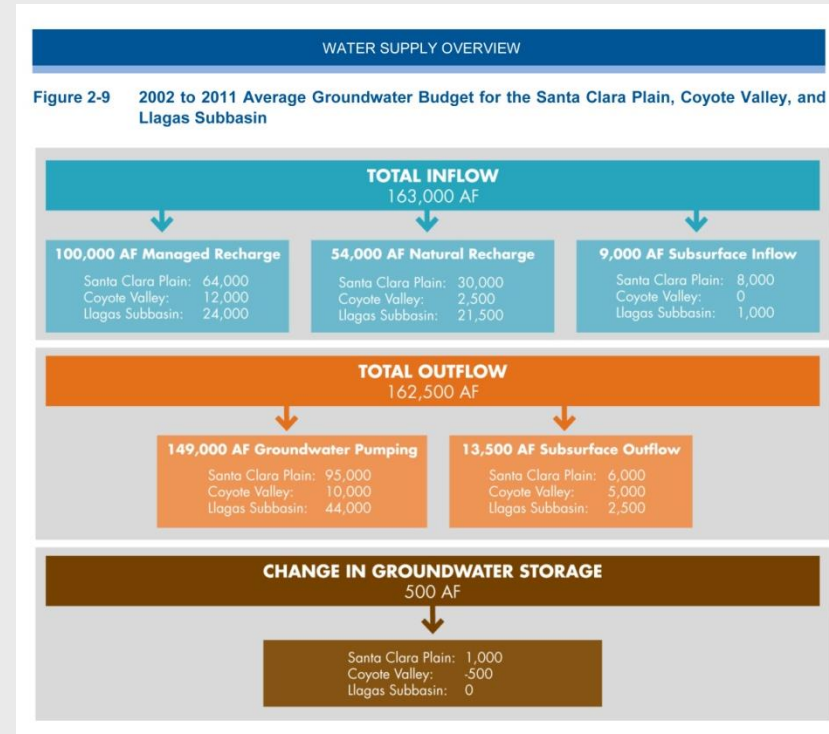 WATER SUPPLY OVERVIEW
Figure 2-9 2002 to 2011 Average Groundwater Budget for the Santa Clara Plain, Coyote Valley, and
Llagas Subbasin
TOTAL INFLOW
163,000 AF
100,000 AF Managed Recharge
Santa Clara Plain: 64,000
Coyote Valley: 12,000
Llagas Subbasin: 24,000
54,000 AF Natural Recharge
Santa Clara Plain: 30,000
Coyote Valley: 2,500
Llagas Subbasin: 21,500
9,000 AF Subsurface Inflow
Santa Clara Plain: 8,000
Coyote Valley: 0
Llagas Subbasin: 1,000
TOTAL OUTFLOW
162,500 AF
149,000 AF Groundwater Pumping
Santa Clara Plain: 95,000
Coyote Valley: 10,000
Llagas Subbasin: 44,000
13,500 AF Subsurface Outflow
Santa Clara Plain: 6,000
Coyote Valley: 5,000
Llagas Subbasin: 2,500
CHANGE IN GROUNDWATER STORAGE
500 AF
Santa Clara Plain: 1,000
Coyote Valley: -500
Llagas Subbasin: 0